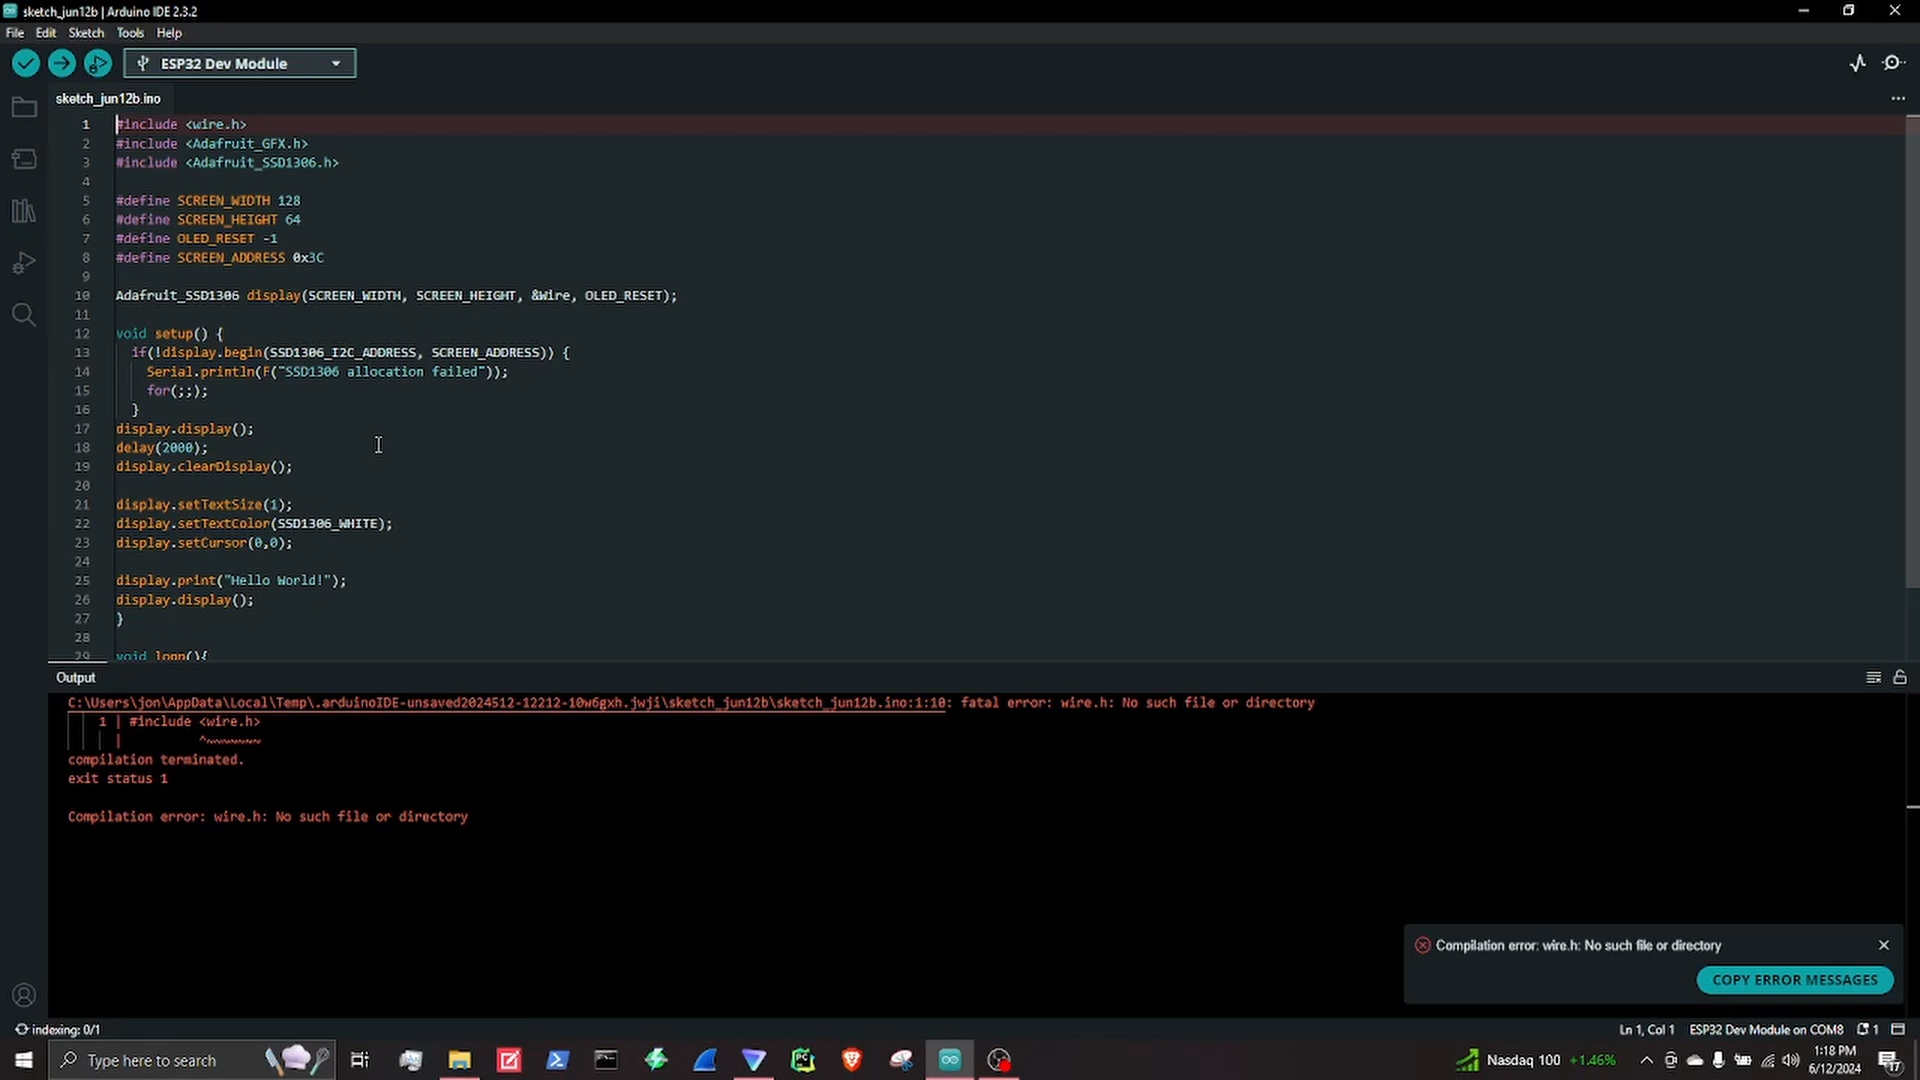 sketch_jun12b | Arduino IDE 2.3.2
File Edit Sketch Tools Help
ESP32 Dev Module
sketch_jun12b.ino
1 #include <wire.h>
2 #include <Adafruit_GFX.h>
3 #include <Adafruit_SSD1306.h>
4
5 #define SCREEN_WIDTH 128
6 #define SCREEN_HEIGHT 64
7 #define OLED_RESET -1
8 #define SCREEN_ADDRESS 0x3C
9
10 Adafruit_SSD1306 display(SCREEN_WIDTH, SCREEN_HEIGHT, &Wire, OLED_RESET);
11
12 void setup() {
13 if(!display.begin(SSD1306_I2C_ADDRESS, SCREEN_ADDRESS)) {
14 Serial.println(F("SSD1306 allocation failed"));
15 for(;;);
16 }
17 display.display();
18 delay(2000);
19 display.clearDisplay();
20
21 display.setTextSize(1);
22 display.setTextColor(SSD1306_WHITE);
23 display.setCursor(0,0);
24
25 display.print("Hello World!");
26 display.display();
27 }
28
29 void loop(){
Output
C:\Users\jon\AppData\Local\Temp\.arduinoIDE-unsaved2024512-12212-10w6gxh.jwji\sketch_jun12b\sketch_jun12b.ino:1:10: fatal error: wire.h: No such file or directory
1 | #include <wire.h>
| ^~~~~~~~
compilation terminated.
exit status 1
Compilation error: wire.h: No such file or directory
Compilation error: wire.h: No such file or directory
COPY ERROR MESSAGES
indexing: 0/1
Ln 1, Col 1 ESP32 Dev Module on COM8 1
Type here to search
PC
Nasdaq 100 +1.46%
1:18 PM
6/12/2024
17